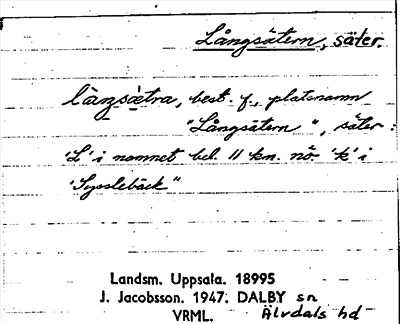 Långsätern, säter.
làŋsætra, best. f., platsnamn
"Långsätern", säter:
'L' i namnet bel. 11 km. nö. 'k' i
'Sysslebäck"
Landsm. Uppsala. 18995
J. Jacobsson. 1947. DALBY sn
VRML. Älvdals hd